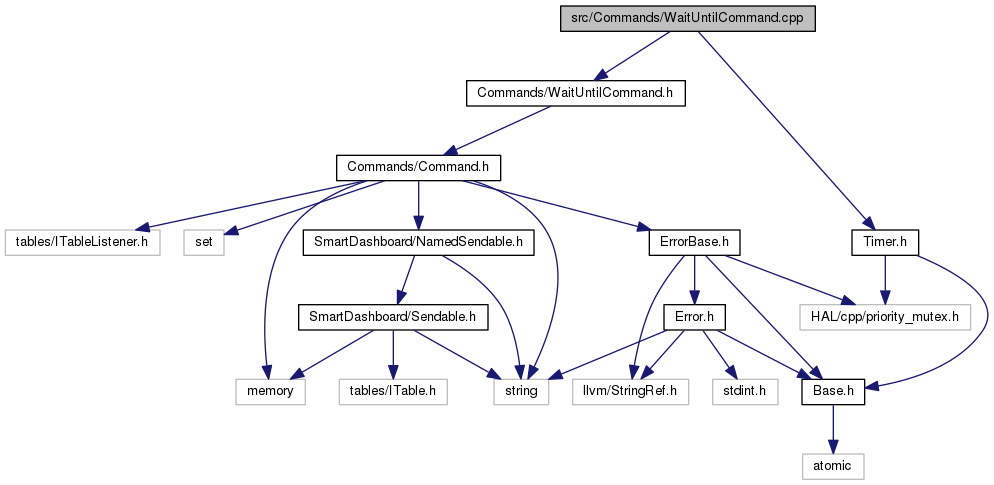 src/Commands/WaitUntilCommand.cpp
Commands/WaitUntilCommand.h
Commands/Command.h
tables/ITableListener.h
set
SmartDashboard/NamedSendable.h
ErrorBase.h
Timer.h
SmartDashboard/Sendable.h
Error.h
HAL/cpp/priority_mutex.h
memory
tables/ITable.h
string
llvm/StringRef.h
stdint.h
Base.h
atomic